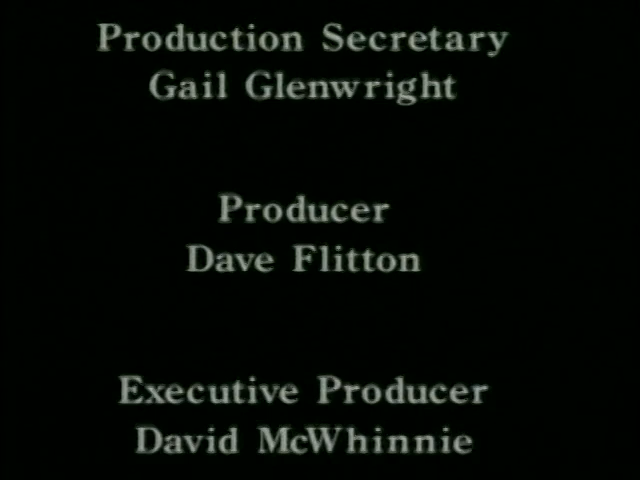 Production Secretary
Gail Glenwright
Producer
Dave Flitton
Executive Producer
David McWhinnie